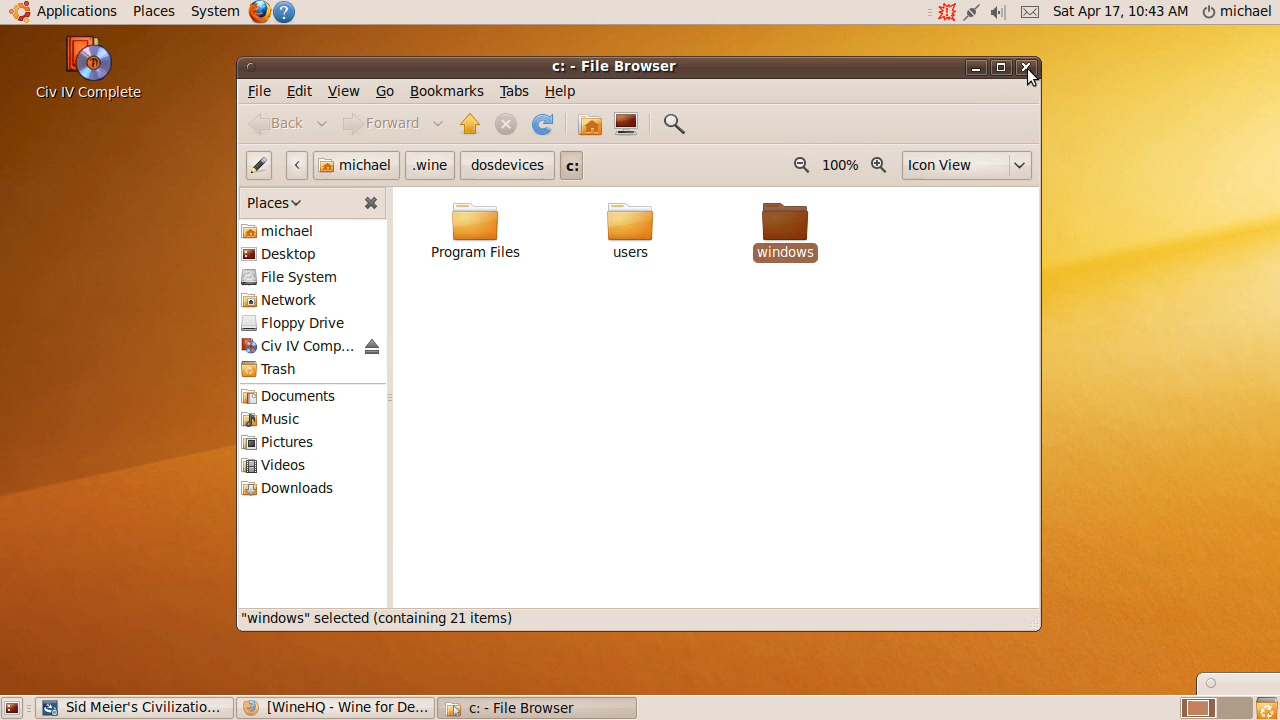 Applications Places System Sat Apr 17, 10:43 AM michael
Civ IV Complete
c: - File Browser
File Edit View Go Bookmarks Tabs Help
Back Forward
michael .wine dosdevices c: 100% Icon View
Places
michael
Desktop
File System
Network
Floppy Drive
Civ IV Comp...
Trash
Documents
Music
Pictures
Videos
Downloads
Program Files users windows
"windows" selected (containing 21 items)
Sid Meier's Civilizatio... [WineHQ - Wine for De... c: - File Browser